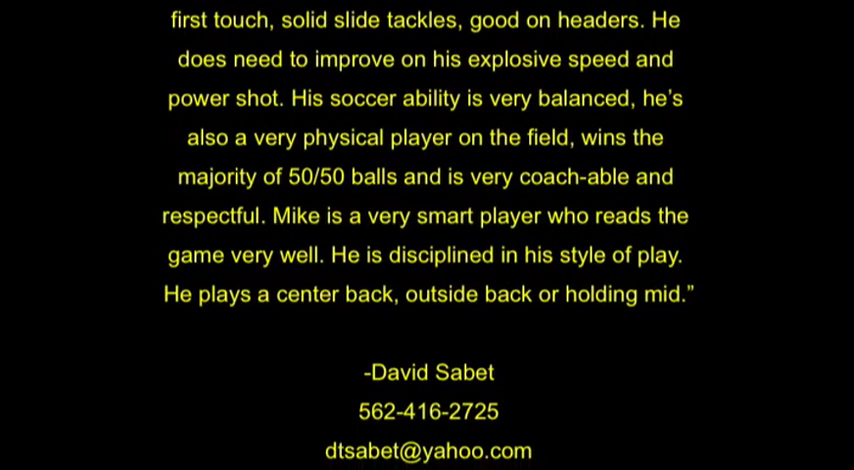 first touch, solid slide tackles, good on headers. He
does need to improve on his explosive speed and
power shot. His soccer ability is very balanced, he’s
also a very physical player on the field, wins the
majority of 50/50 balls and is very coach-able and
respectful. Mike is a very smart player who reads the
game very well. He is disciplined in his style of play.
He plays a center back, outside back or holding mid.”
-David Sabet
562-416-2725
dtsabet@yahoo.com